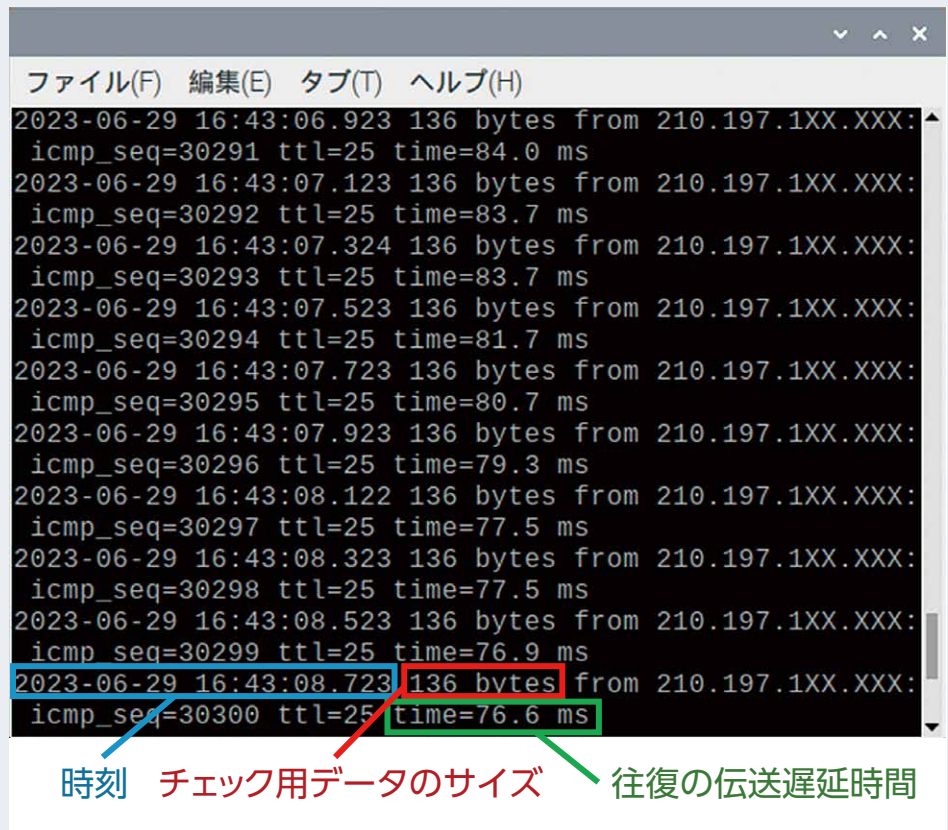 ファイル(F) 編集(E) タブ(T) ヘルプ(H)
2023-06-29 16:43:06.923 136 bytes from 210.197.1XX.XXX:
icmp_seq=30291 ttl=25 time=84.0 ms
2023-06-29 16:43:07.123 136 bytes from 210.197.1XX.XXX:
icmp_seq=30292 ttl=25 time=83.7 ms
2023-06-29 16:43:07.324 136 bytes from 210.197.1XX.XXX:
icmp_seq=30293 ttl=25 time=83.7 ms
2023-06-29 16:43:07.523 136 bytes from 210.197.1XX.XXX:
icmp_seq=30294 ttl=25 time=81.7 ms
2023-06-29 16:43:07.723 136 bytes from 210.197.1XX.XXX:
icmp_seq=30295 ttl=25 time=80.7 ms
2023-06-29 16:43:07.923 136 bytes from 210.197.1XX.XXX:
icmp_seq=30296 ttl=25 time=79.3 ms
2023-06-29 16:43:08.122 136 bytes from 210.197.1XX.XXX:
icmp_seq=30297 ttl=25 time=77.5 ms
2023-06-29 16:43:08.323 136 bytes from 210.197.1XX.XXX:
icmp_seq=30298 ttl=25 time=77.5 ms
2023-06-29 16:43:08.523 136 bytes from 210.197.1XX.XXX:
icmp_seq=30299 ttl=25 time=76.9 ms
2023-06-29 16:43:08.723 136 bytes from 210.197.1XX.XXX:
icmp_seq=30300 ttl=25 time=76.6 ms
時刻 チェック用データのサイズ 往復の伝送遅延時間